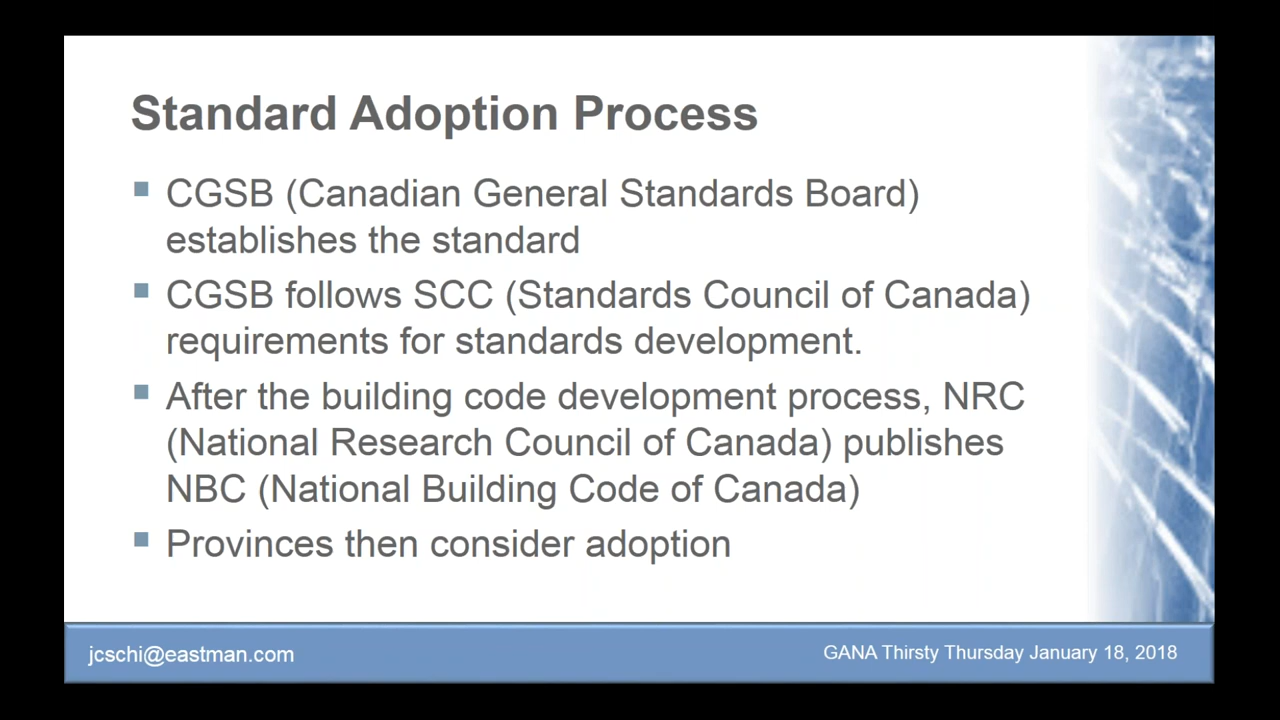 Standard Adoption Process
CGSB (Canadian General Standards Board)
establishes the standard
CGSB follows SCC (Standards Council of Canada)
requirements for standards development.
After the building code development process, NRC
(National Research Council of Canada) publishes
NBC (National Building Code of Canada)
Provinces then consider adoption
jcschi@eastman.com
GANA Thirsty Thursday January 18, 2018